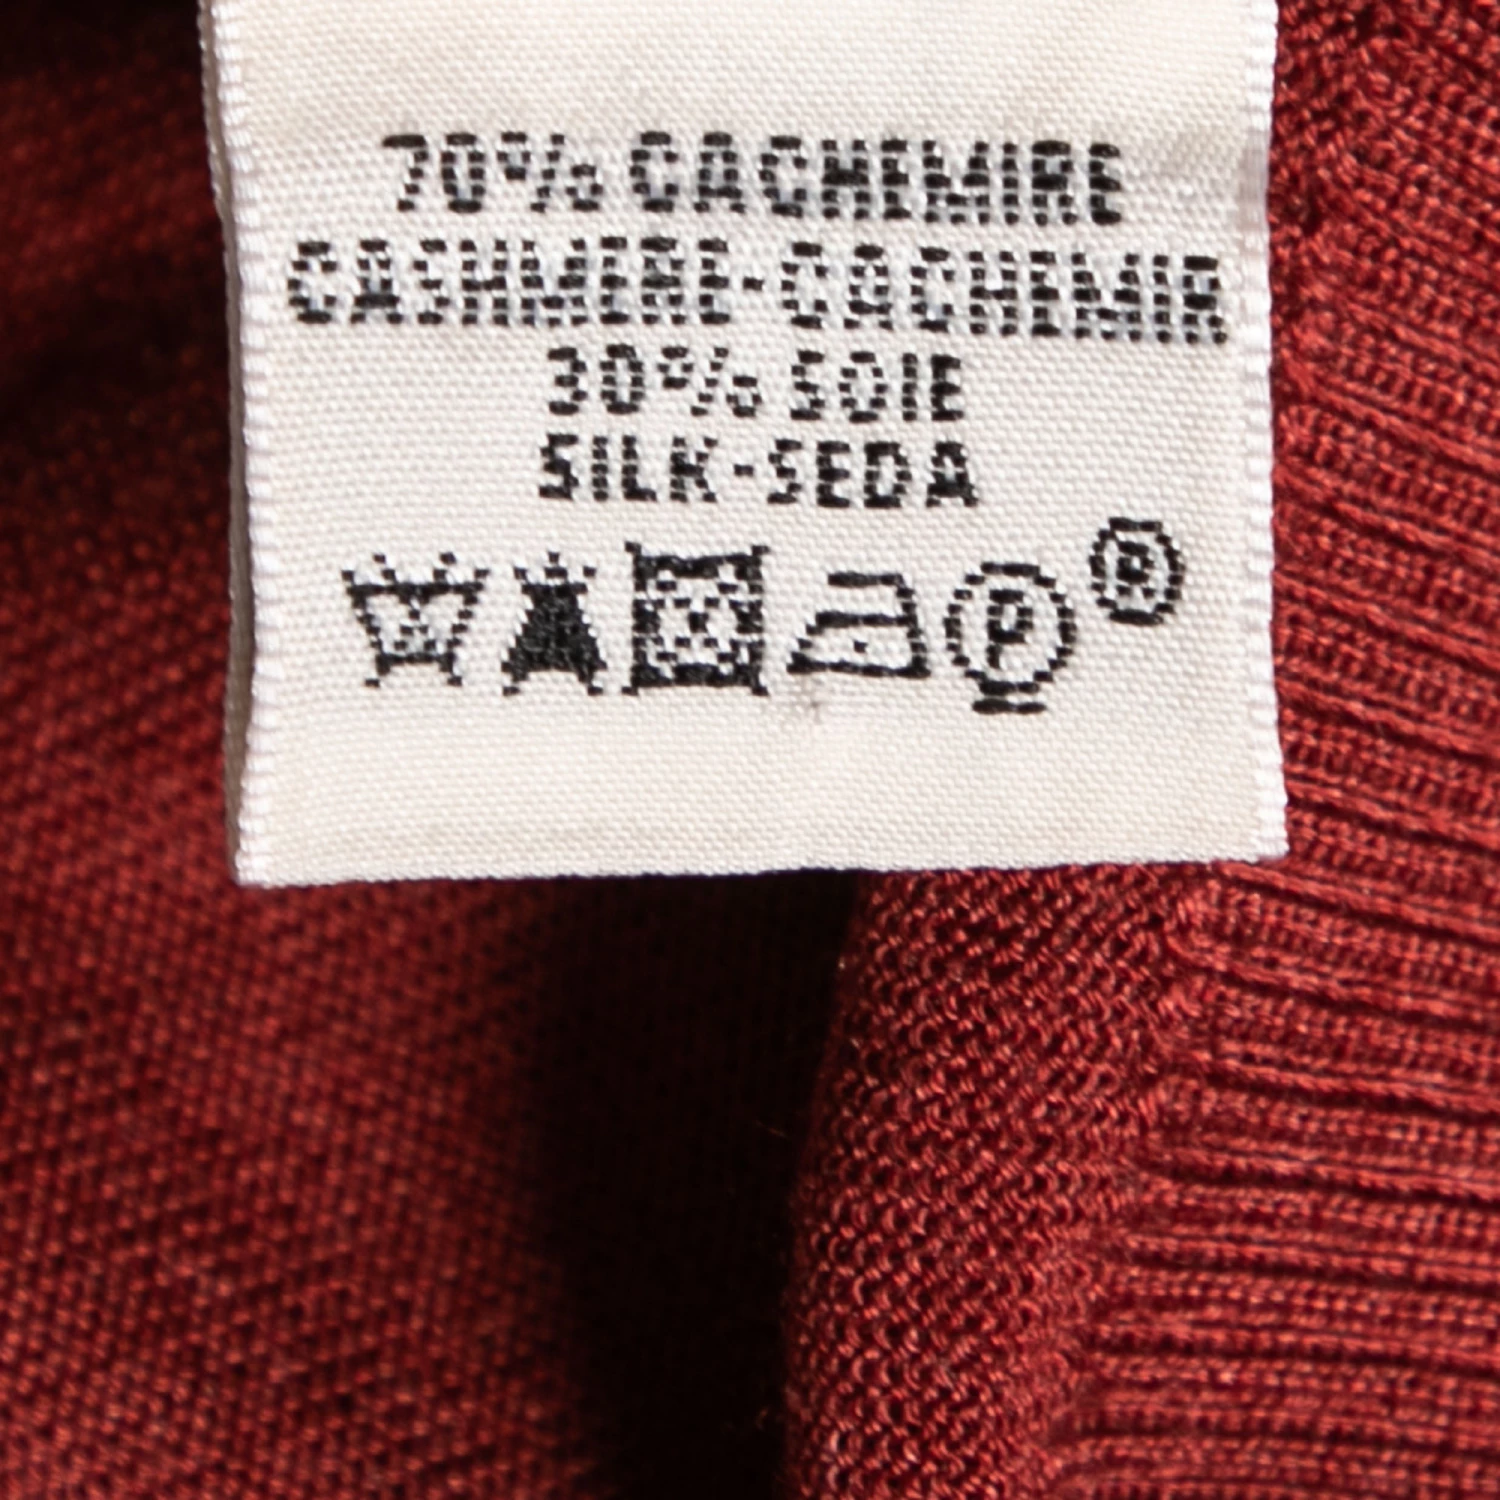 70% CACHEMIRE
CASHMERE-CACHEMIR
30% SOIE
SILK-SEDA
P ®